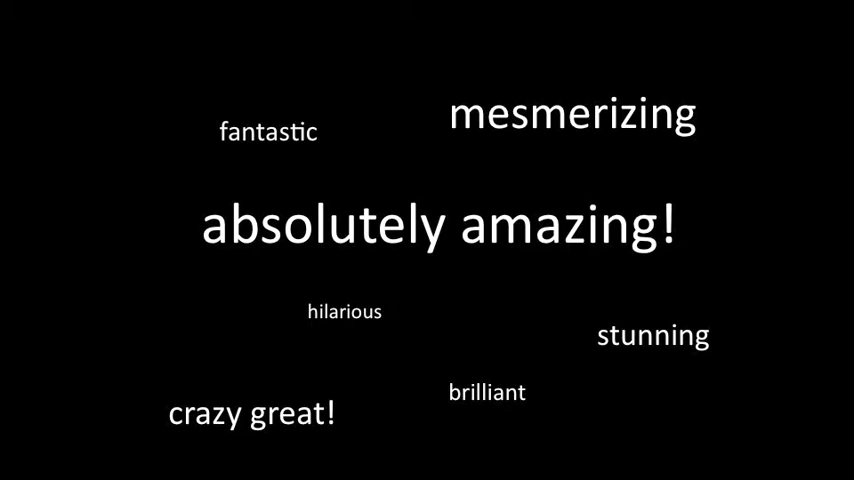 mesmerizing
fantastic
absolutely amazing!
hilarious
stunning
brilliant
crazy great!